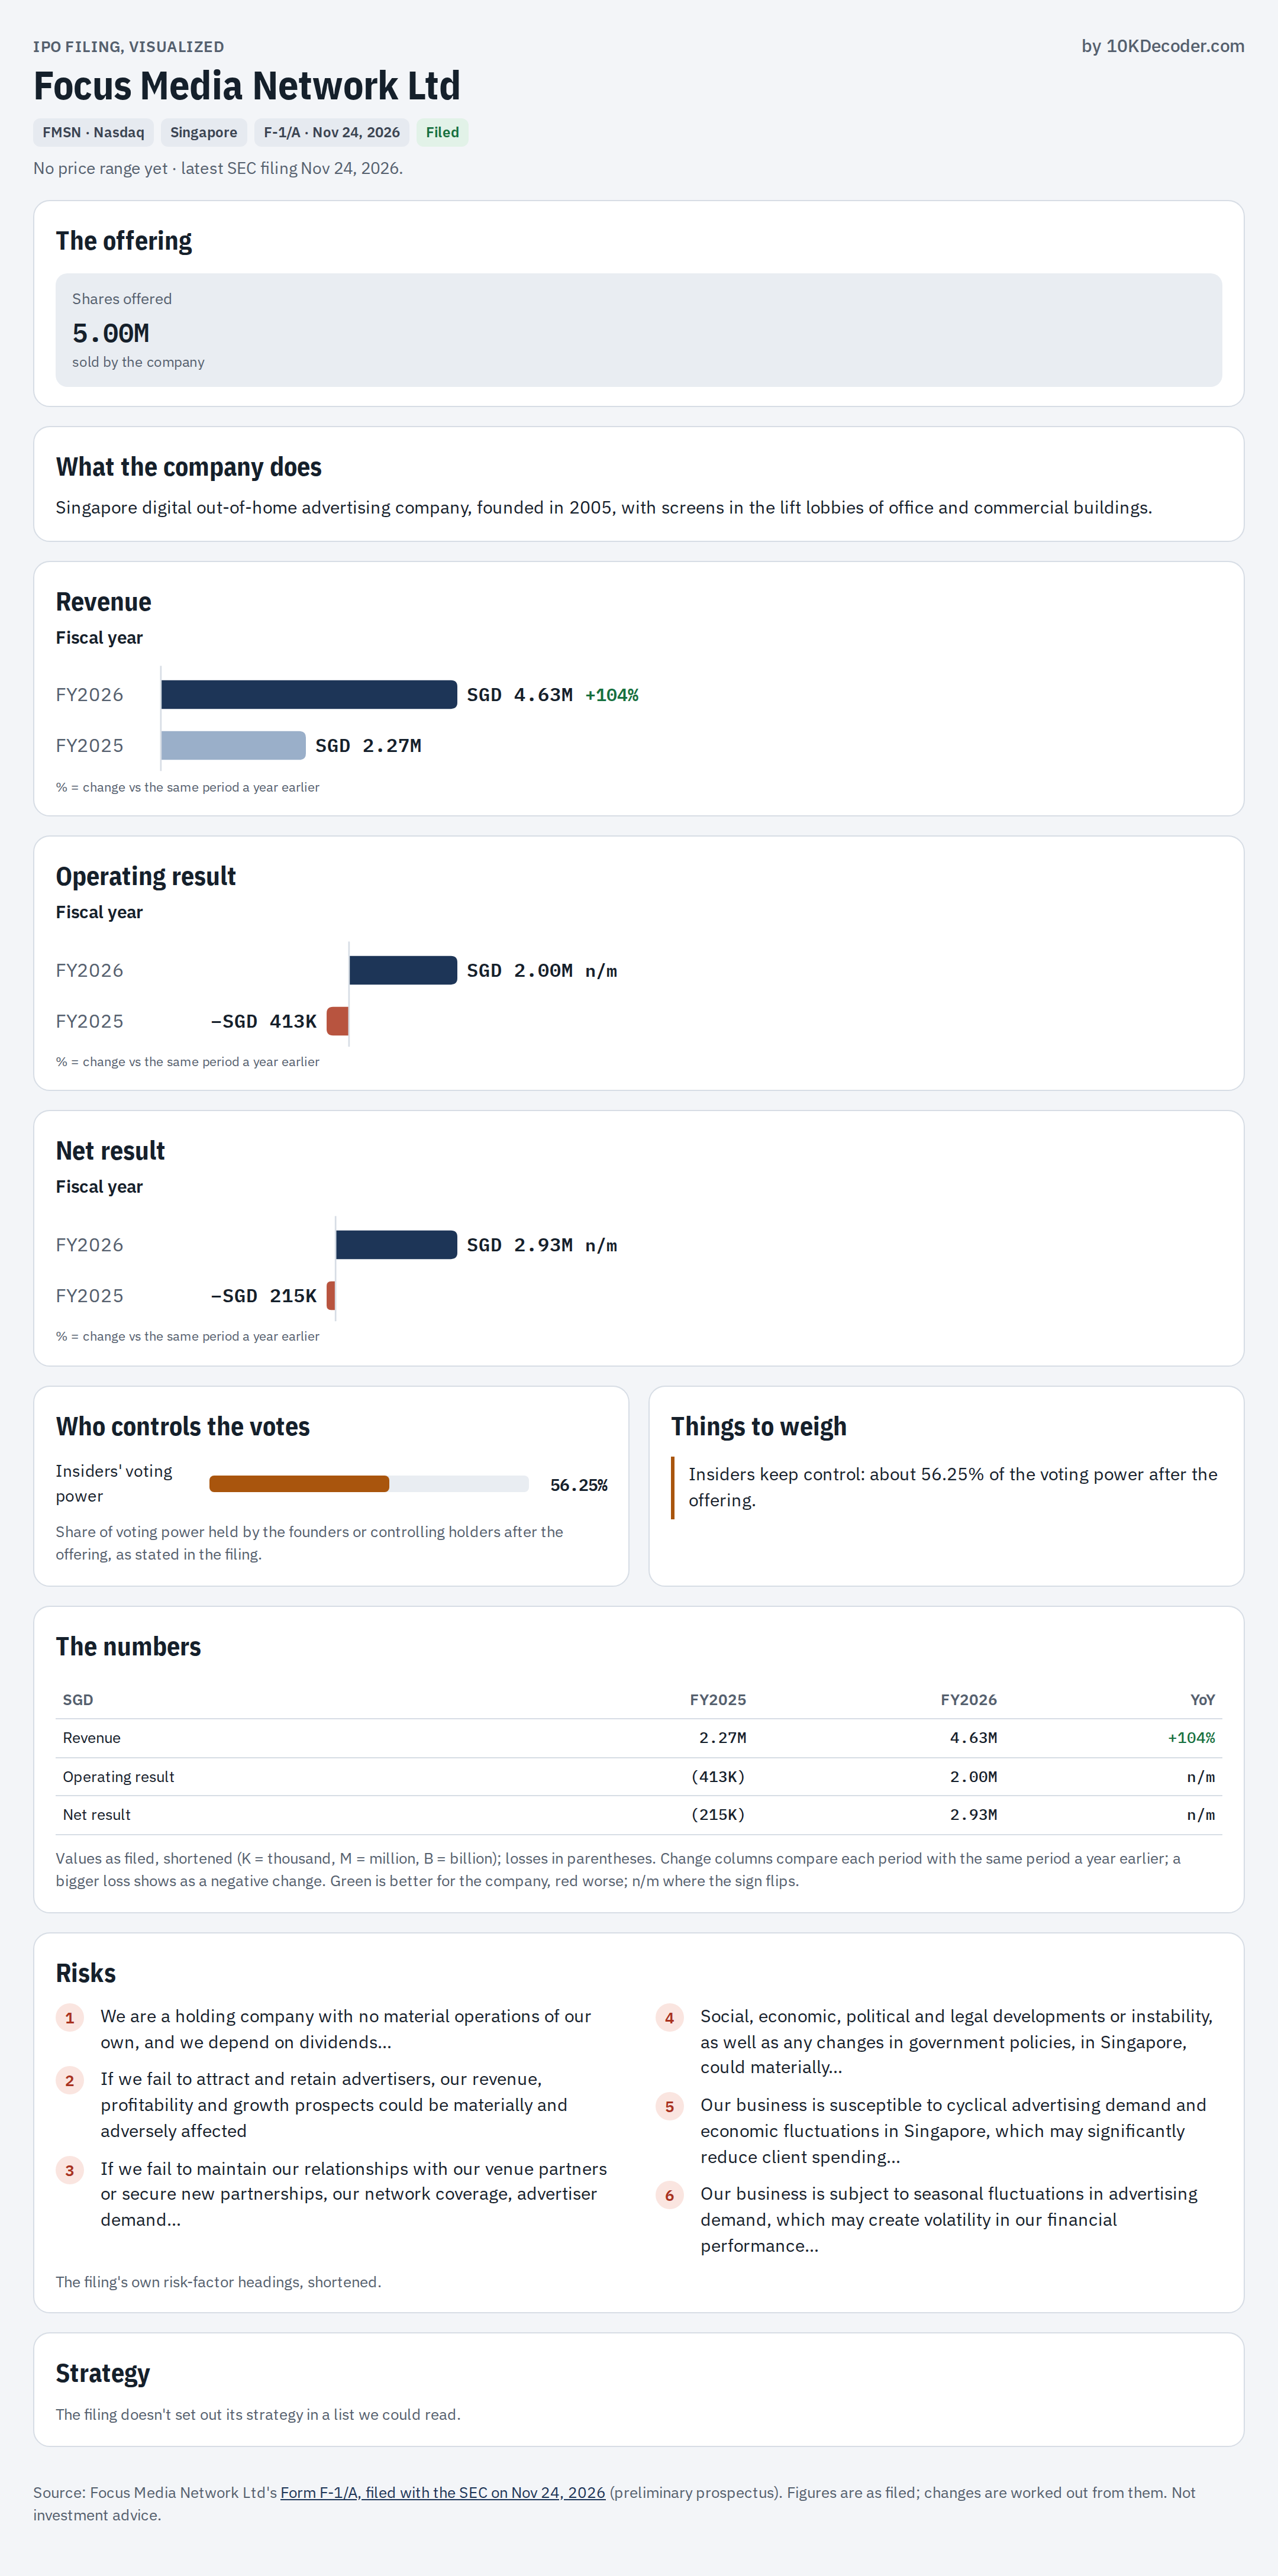 IPO FILING, VISUALIZED
by 10KDecoder.com
Focus Media Network Ltd
FMSN · Nasdaq
Singapore
F-1/A · Nov 24, 2026
Filed
No price range yet · latest SEC filing Nov 24, 2026.
The offering
Shares offered
5.00M
sold by the company
What the company does
Singapore digital out-of-home advertising company, founded in 2005, with screens in the lift lobbies of office and commercial buildings.
Revenue
Fiscal year
FY2026 SGD 4.63M +104%
FY2025 SGD 2.27M
% = change vs the same period a year earlier
Operating result
Fiscal year
FY2026 SGD 2.00M n/m
FY2025 −SGD 413K
% = change vs the same period a year earlier
Net result
Fiscal year
FY2026 SGD 2.93M n/m
FY2025 −SGD 215K
% = change vs the same period a year earlier
Who controls the votes
Insiders' voting
power
56.25%
Share of voting power held by the founders or controlling holders after the
offering, as stated in the filing.
Things to weigh
Insiders keep control: about 56.25% of the voting power after the
offering.
The numbers
SGD FY2025 FY2026 YoY
Revenue 2.27M 4.63M +104%
Operating result (413K) 2.00M n/m
Net result (215K) 2.93M n/m
Values as filed, shortened (K = thousand, M = million, B = billion); losses in parentheses. Change columns compare each period with the same period a year earlier; a
bigger loss shows as a negative change. Green is better for the company, red worse; n/m where the sign flips.
Risks
1 We are a holding company with no material operations of our
own, and we depend on dividends...
2 If we fail to attract and retain advertisers, our revenue,
profitability and growth prospects could be materially and
adversely affected
3 If we fail to maintain our relationships with our venue partners
or secure new partnerships, our network coverage, advertiser
demand...
4 Social, economic, political and legal developments or instability,
as well as any changes in government policies, in Singapore,
could materially...
5 Our business is susceptible to cyclical advertising demand and
economic fluctuations in Singapore, which may significantly
reduce client spending...
6 Our business is subject to seasonal fluctuations in advertising
demand, which may create volatility in our financial
performance...
The filing's own risk-factor headings, shortened.
Strategy
The filing doesn't set out its strategy in a list we could read.
Source: Focus Media Network Ltd's Form F-1/A, filed with the SEC on Nov 24, 2026 (preliminary prospectus). Figures are as filed; changes are worked out from them. Not
investment advice.